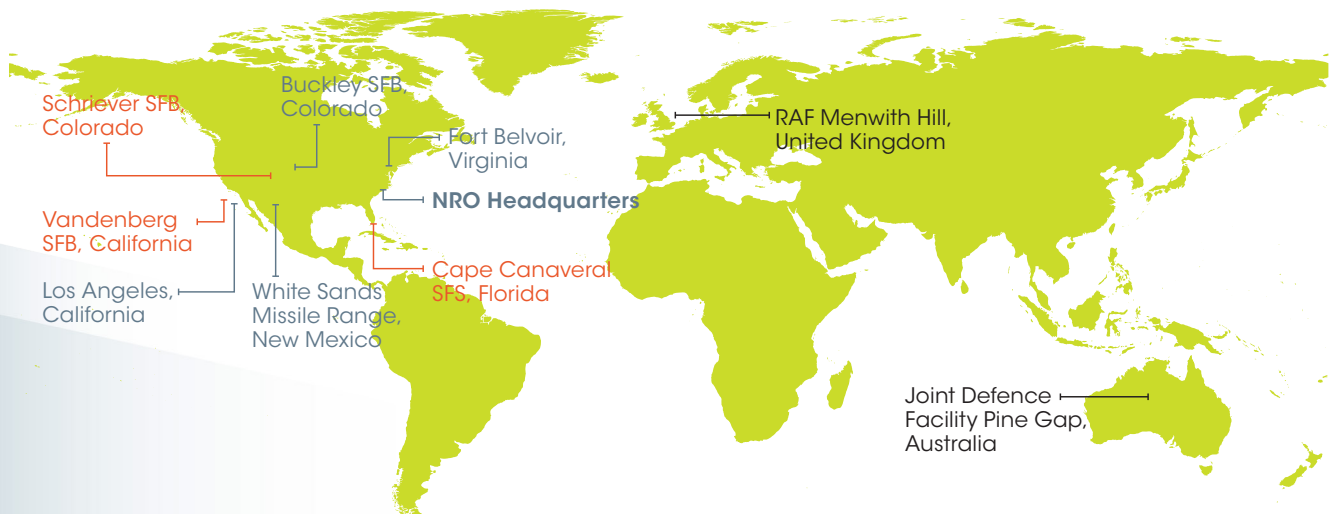 Schriever SFB,
Colorado
Buckley SFB,
Colorado
Fort Belvoir,
Virginia
NRO Headquarters
Vandenberg
SFB, California
Los Angeles,
California
White Sands
Missile Range,
New Mexico
Cape Canaveral
SFS, Florida
RAF Menwith Hill,
United Kingdom
Joint Defence
Facility Pine Gap,
Australia